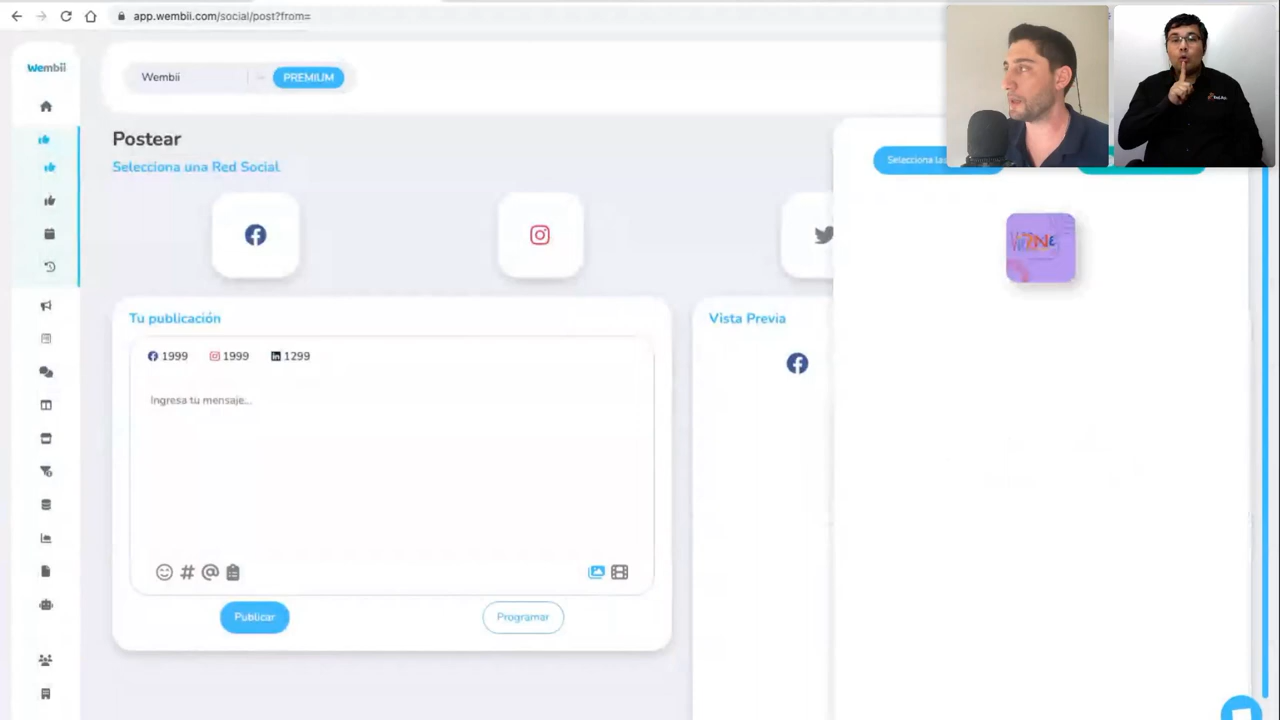 app.wembii.com/social/post?from=
Wembii
Wembii
PREMIUM
Postear
Selecciona una Red Social
Selecciona
Tu publicación
1999
1999
1299
Ingresa tu mensaje...
Publicar
Programar
Vista Previa